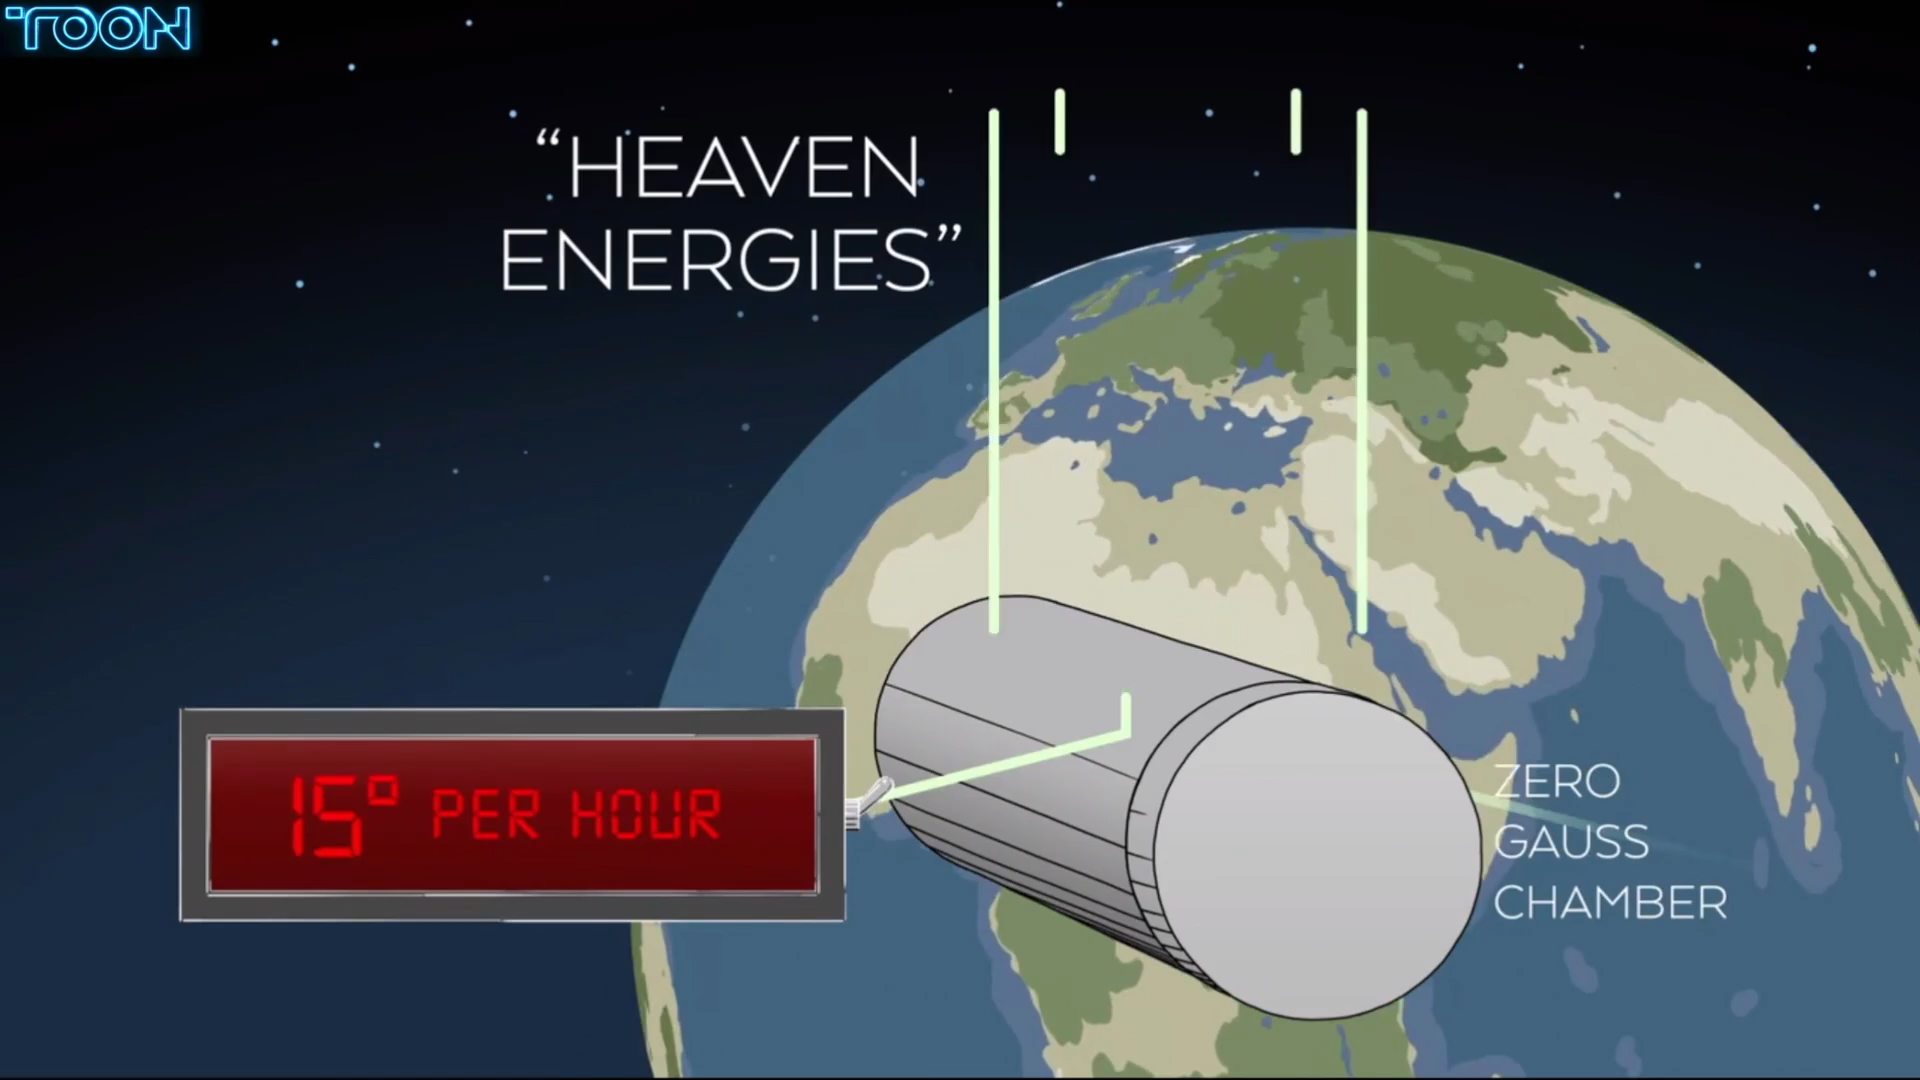 TOON
“HEAVEN
ENERGIES”
15° PER HOUR
ZERO
GAUSS
CHAMBER